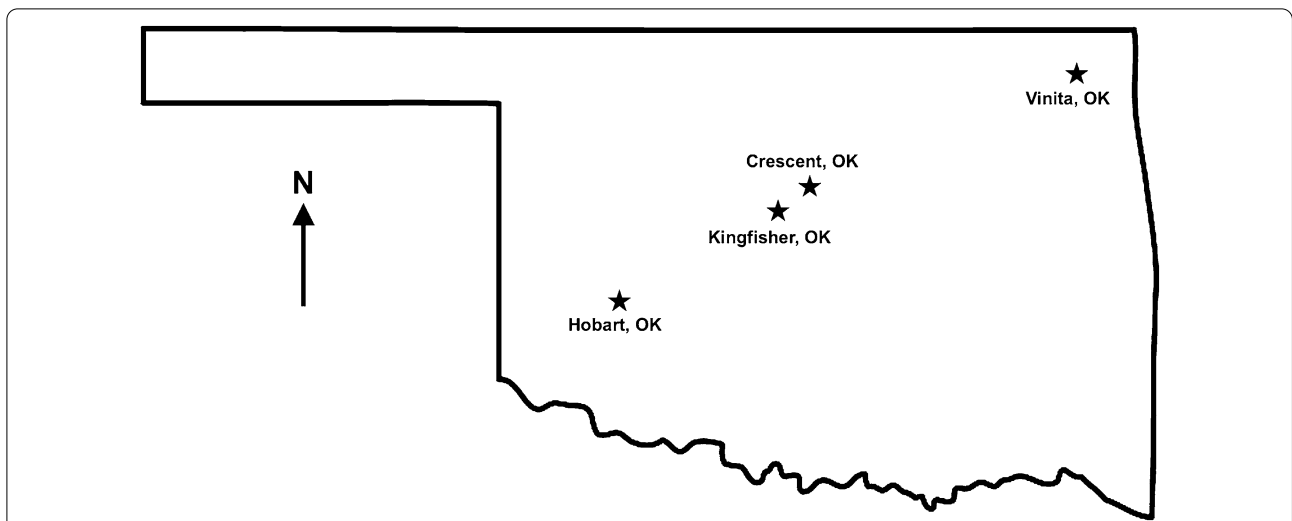 Vinita, OK
Crescent, OK
N
Kingfisher, OK
Hobart, OK